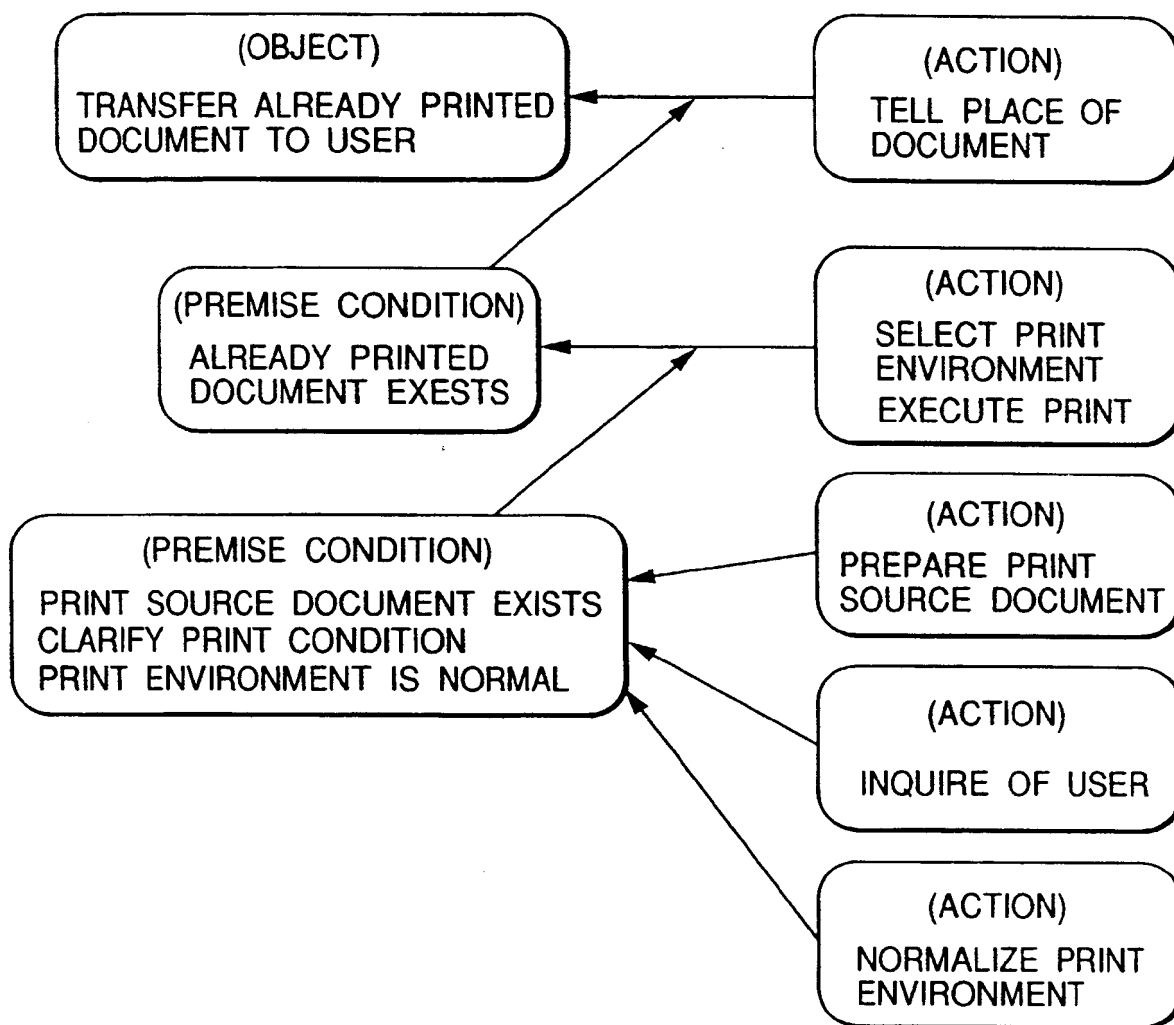 (OBJECT)
TRANSFER ALREADY PRINTED
DOCUMENT TO USER
(ACTION)
TELL PLACE OF
DOCUMENT
(PREMISE CONDITION)
ALREADY PRINTED
DOCUMENT EXESTS
(ACTION)
SELECT PRINT
ENVIRONMENT
EXECUTE PRINT
(PREMISE CONDITION)
PRINT SOURCE DOCUMENT EXISTS
CLARIFY PRINT CONDITION
PRINT ENVIRONMENT IS NORMAL
(ACTION)
PREPARE PRINT
SOURCE DOCUMENT
(ACTION)
INQUIRE OF USER
(ACTION)
NORMALIZE PRINT
ENVIRONMENT